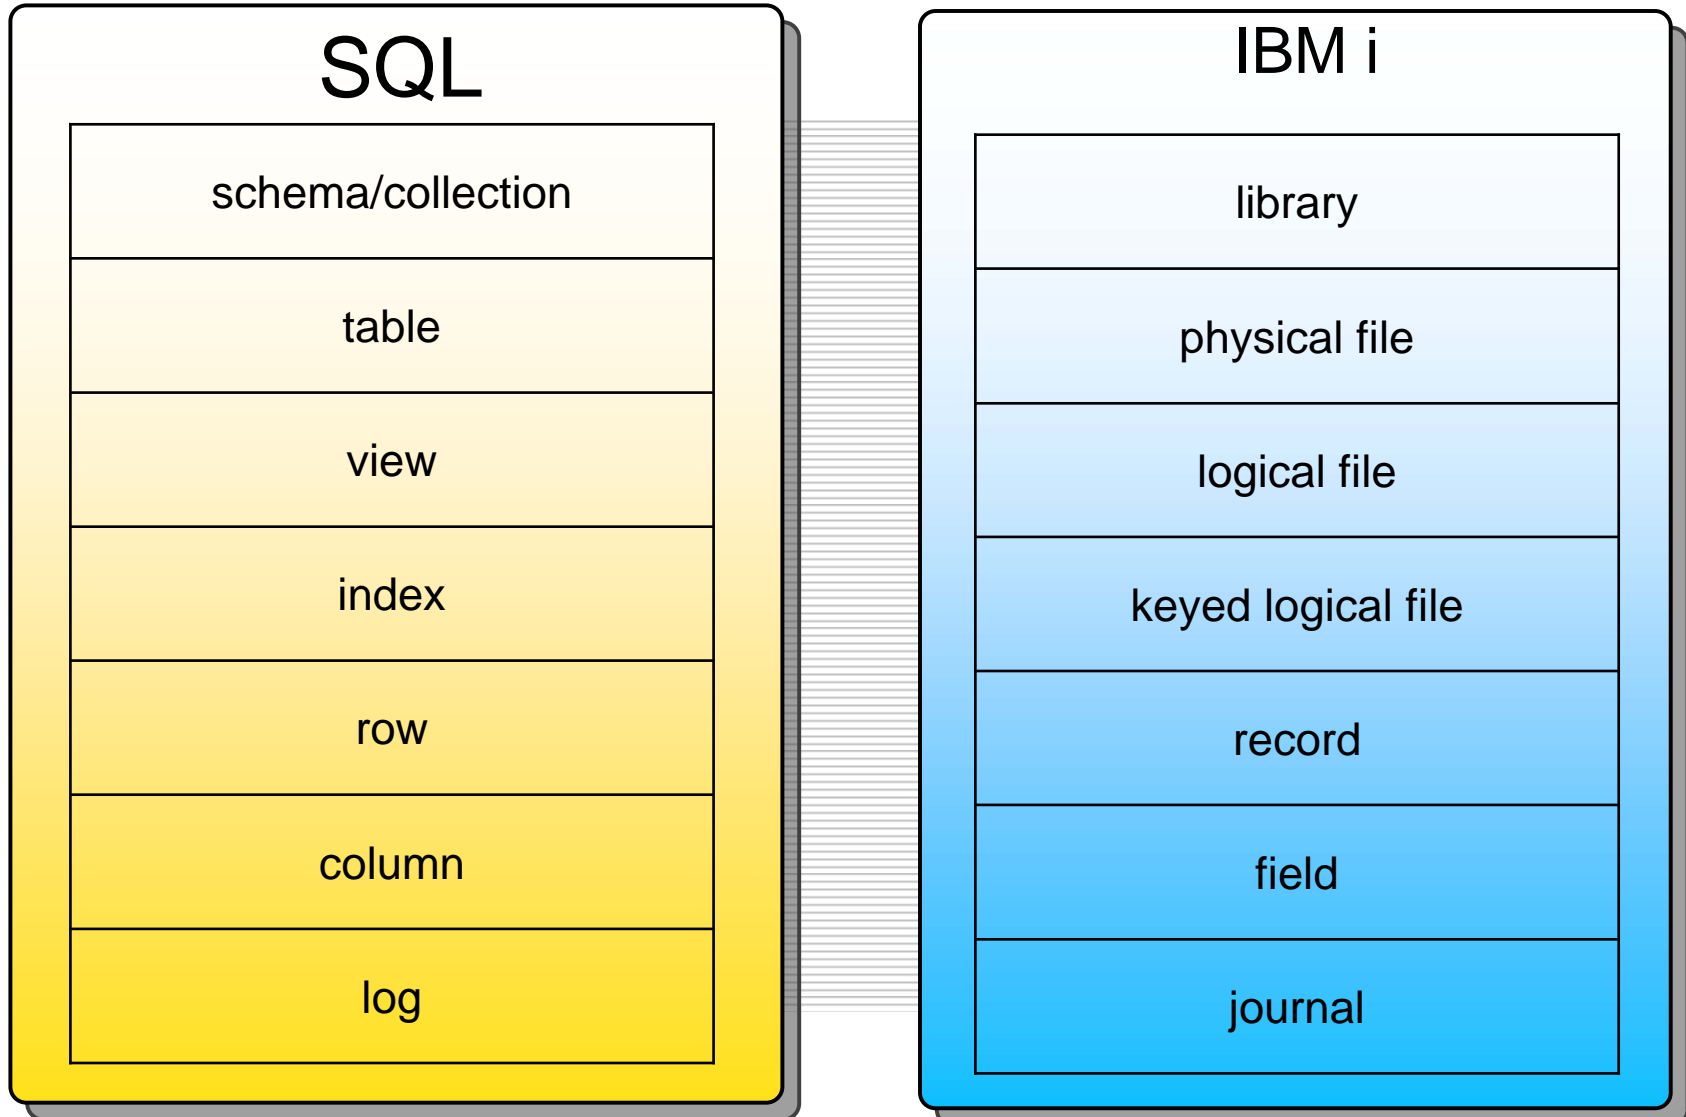 SQL
schema/collection
table
view
index
row
column
log
IBM i
library
physical file
logical file
keyed logical file
record
field
journal